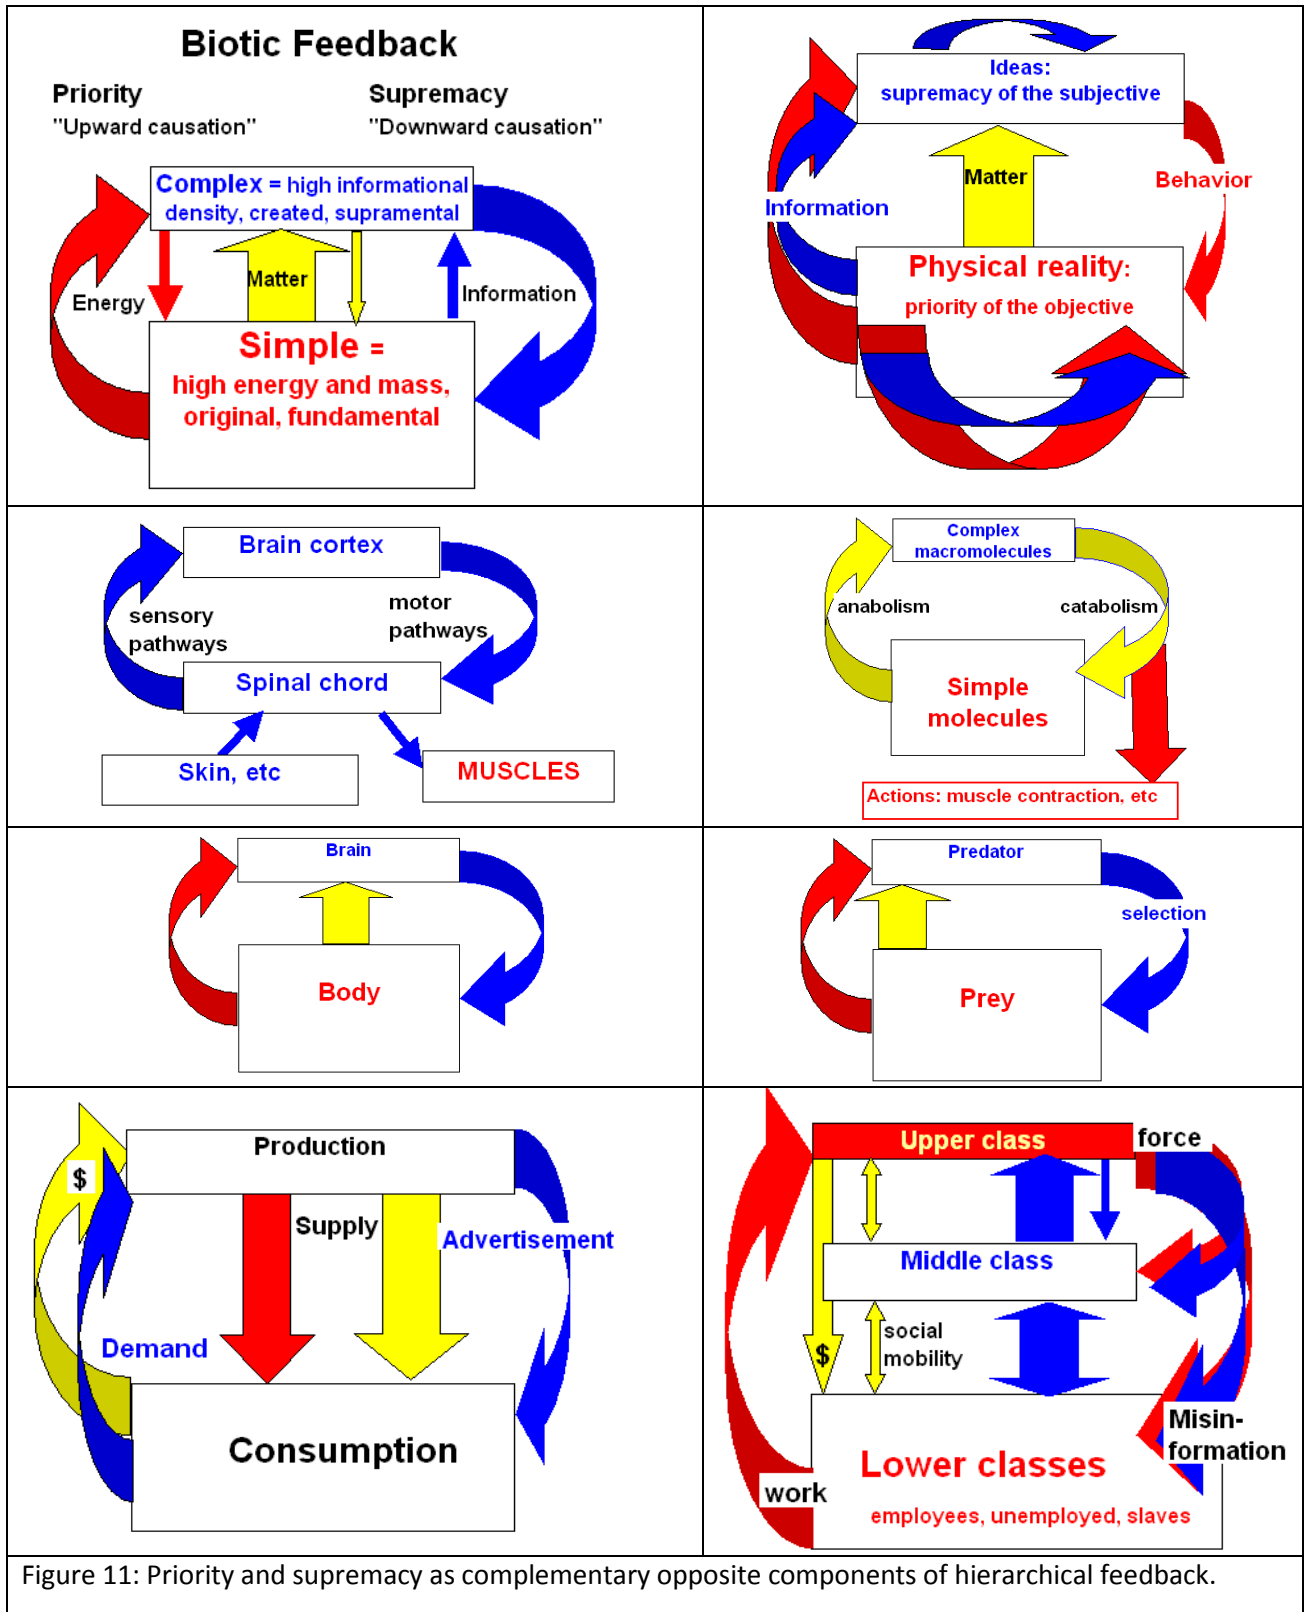 Biotic Feedback
Priority
"Upward causation"
Supremacy
"Downward causation"
Complex = high informational
density, created, supramental
Energy
Matter
Information
Simple =
high energy and mass,
original, fundamental
Ideas:
supremacy of the subjective
Matter
Behavior
Information
Physical reality:
priority of the objective
Brain cortex
sensory
pathways
motor
pathways
Spinal chord
Skin, etc
MUSCLES
Complex
macromolecules
anabolism
catabolism
Simple
molecules
Actions: muscle contraction, etc
Brain
Body
Predator
selection
Prey
Production
$
Supply
Advertisement
Demand
Consumption
Upper class
force
Middle class
social
mobility
$
Misin-
formation
Lower classes
work
employees, unemployed, slaves
Figure 11: Priority and supremacy as complementary opposite components of hierarchical feedback.